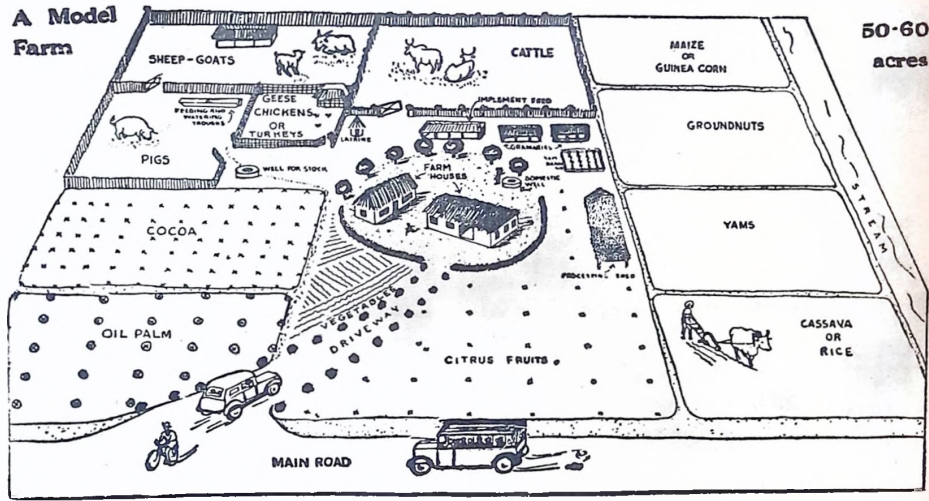 A Model
Farm
50-60
acres
SHEEP-GOATS
CATTLE
MAIZE
OR
GUINEA CORN
FEEDING AND
WATERING
TROUGHS
GEESE
CHICKENS
OR
TURKEYS
LATRINE
IMPLEMENT SHED
GRANARIES
YAM
BARN
GROUNDNUTS
PIGS
WELL FOR STOCK
FARM
HOUSES
DOMESTIC
WELL
STREAM
COCOA
YAMS
PROCESSING SHED
VEGETABLES
DRIVEWAY
OIL PALM
CITRUS FRUITS
CASSAVA
OR
RICE
MAIN ROAD